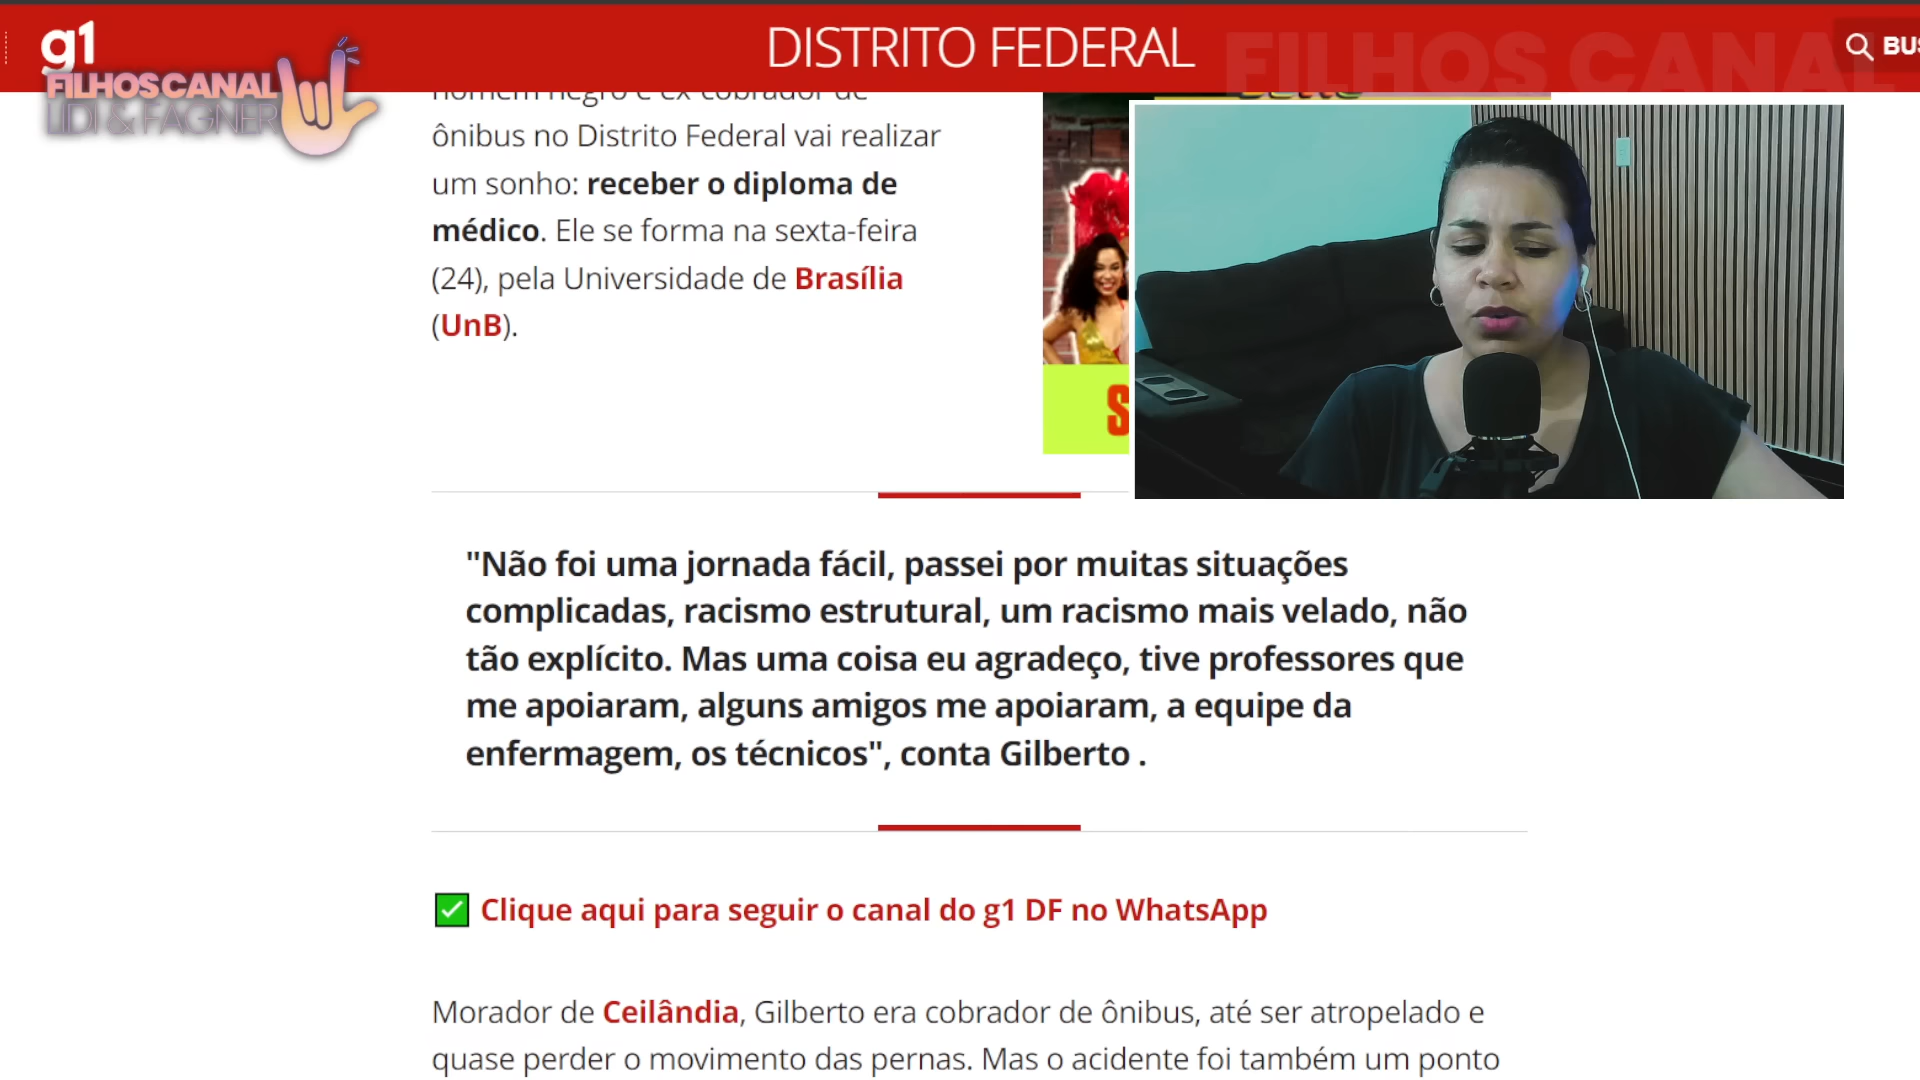 g1
FILHOS CANAL
LIDI & FAGNER
DISTRITO FEDERAL
FILHOS CANAL
BUS
homem negro e ex-cobrador de
ônibus no Distrito Federal vai realizar
um sonho: receber o diploma de
médico. Ele se forma na sexta-feira
(24), pela Universidade de Brasília
(UnB).
S
"Não foi uma jornada fácil, passei por muitas situações
complicadas, racismo estrutural, um racismo mais velado, não
tão explícito. Mas uma coisa eu agradeço, tive professores que
me apoiaram, alguns amigos me apoiaram, a equipe da
enfermagem, os técnicos", conta Gilberto .
Clique aqui para seguir o canal do g1 DF no WhatsApp
Morador de Ceilândia, Gilberto era cobrador de ônibus, até ser atropelado e
quase perder o movimento das pernas. Mas o acidente foi também um ponto